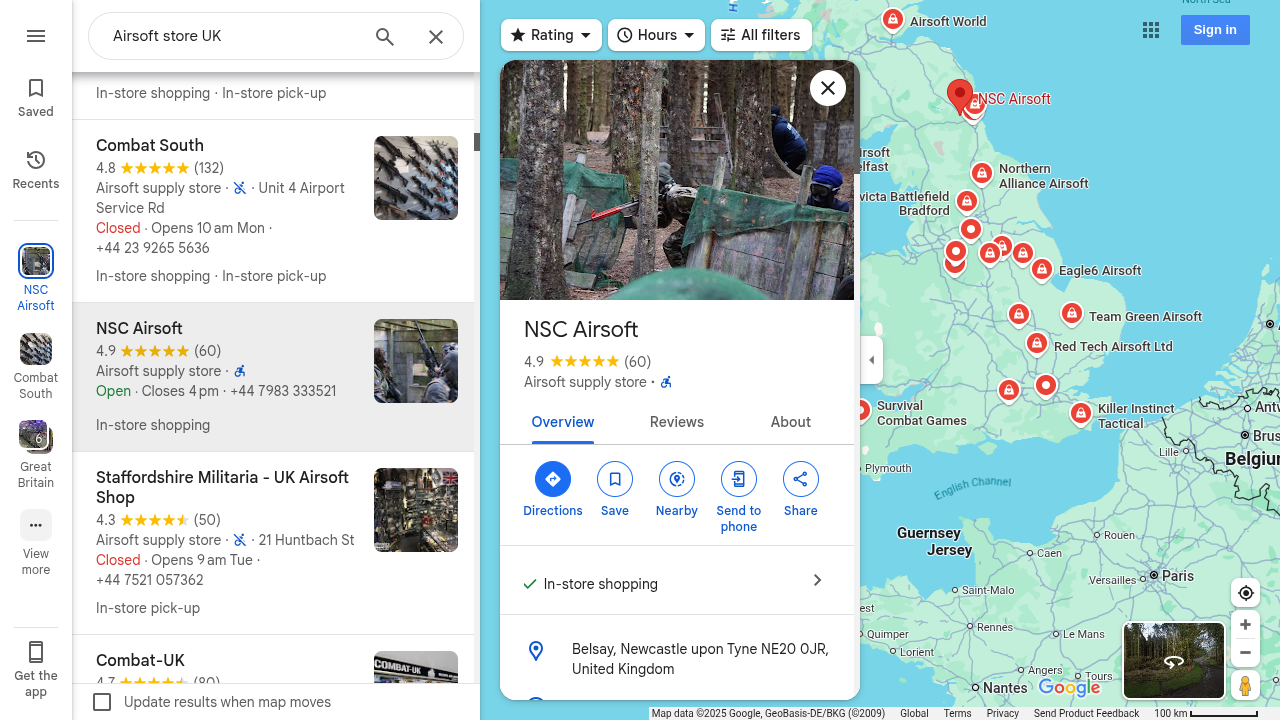 Airsoft store UK
Saved
Recents
NSC
Airsoft
Combat
South
6
Great
Britain
View
more
Get the
app
In-store shopping · In-store pick-up
Combat South
4.8 (132)
Airsoft supply store · · Unit 4 Airport
Service Rd
Closed · Opens 10 am Mon ·
+44 23 9265 5636
In-store shopping · In-store pick-up
NSC Airsoft
4.9 (60)
Airsoft supply store ·
Open · Closes 4 pm · +44 7983 333521
In-store shopping
Staffordshire Militaria - UK Airsoft
Shop
4.3 (50)
Airsoft supply store · · 21 Huntbach St
Closed · Opens 9 am Tue ·
+44 7521 057362
In-store pick-up
Combat-UK
4.7 (80)
COMBAT-UK
Update results when map moves
Rating
Hours
All filters
Sign in
NSC Airsoft
4.9 (60)
Airsoft supply store ·
Overview
Reviews
About
Directions
Save
Nearby
Send to
phone
Share
In-store shopping
Belsay, Newcastle upon Tyne NE20 0JR,
United Kingdom
North Sea
H
Airsoft World
NSC Airsoft
irsoft
lfast
Northern
Alliance Airsoft
victa Battlefield
Bradford
Eagle6 Airsoft
Team Green Airsoft
Red Tech Airsoft Ltd
Survival
Combat Games
Killer Instinct
Tactical
Antw
Brus
Lille
Belgium
Plymouth
English Channel
Guernsey
Jersey
Caen
Rouen
Versailles
Paris
Saint-Malo
est
Quimper
Rennes
Le Mans
Lorient
Angers
Tours
Nantes
Google
Map data ©2025 Google, GeoBasis-DE/BKG (©2009)
Global
Terms
Privacy
Send Product Feedback
100 km